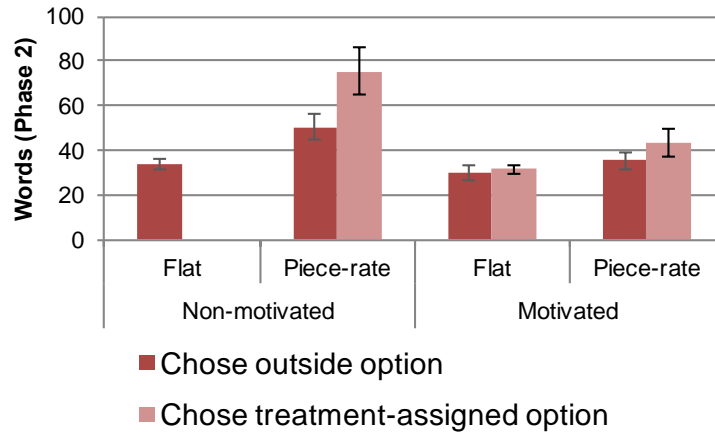 Words (Phase 2)
100
80
60
40
20
0
Flat Piece-rate Flat Piece-rate
Non-motivated Motivated
Chose outside option
Chose treatment-assigned option